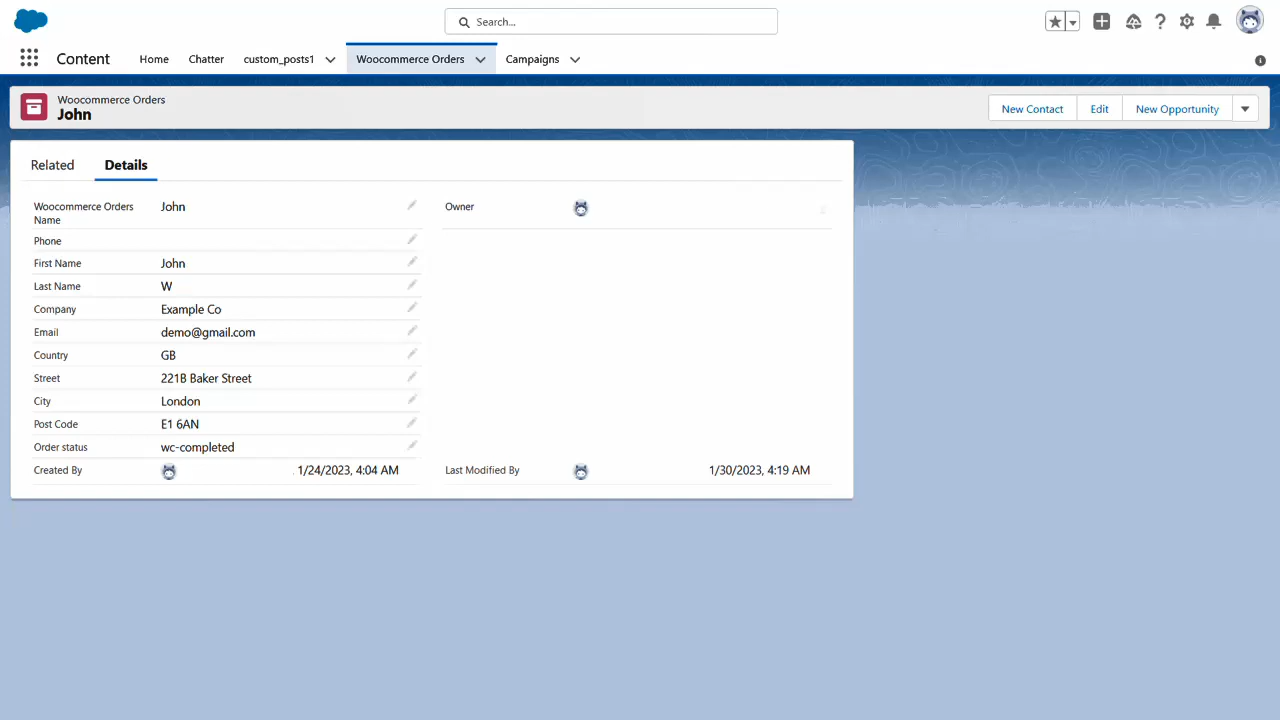 Search...
Content
Home
Chatter
custom_posts1
Woocommerce Orders
Campaigns
Woocommerce Orders
John
New Contact
Edit
New Opportunity
Related
Details
Woocommerce Orders
Name
John
Owner
Phone
First Name
John
Last Name
W
Company
Example Co
Email
demo@gmail.com
Country
GB
Street
221B Baker Street
City
London
Post Code
E1 6AN
Order status
wc-completed
Created By
1/24/2023, 4:04 AM
Last Modified By
1/30/2023, 4:19 AM